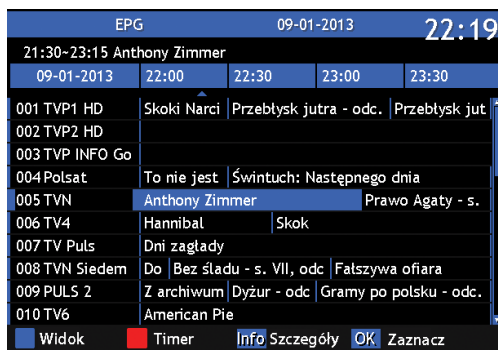 EPG 09-01-2013 22:19
21:30~23:15 Anthony Zimmer
09-01-2013 22:00 22:30 23:00 23:30
001 TVP1 HD Skoki Narci Przebłysk jutra - odc. Przebłysk jut
002 TVP2 HD
003 TVP INFO Go
004 Polsat To nie jest Świntuch: Następnego dnia
005 TVN Anthony Zimmer Prawo Agaty - s.
006 TV4 Hannibal Skok
007 TV Puls Dni zagłady
008 TVN Siedem Do Bez śladu - s. VII, odc Fałszywa ofiara
009 PULS 2 Z archiwum Dyżur - odc Gramy po polsku - odc.
010 TV6 American Pie
Widok Timer Info Szczegóły OK Zaznacz